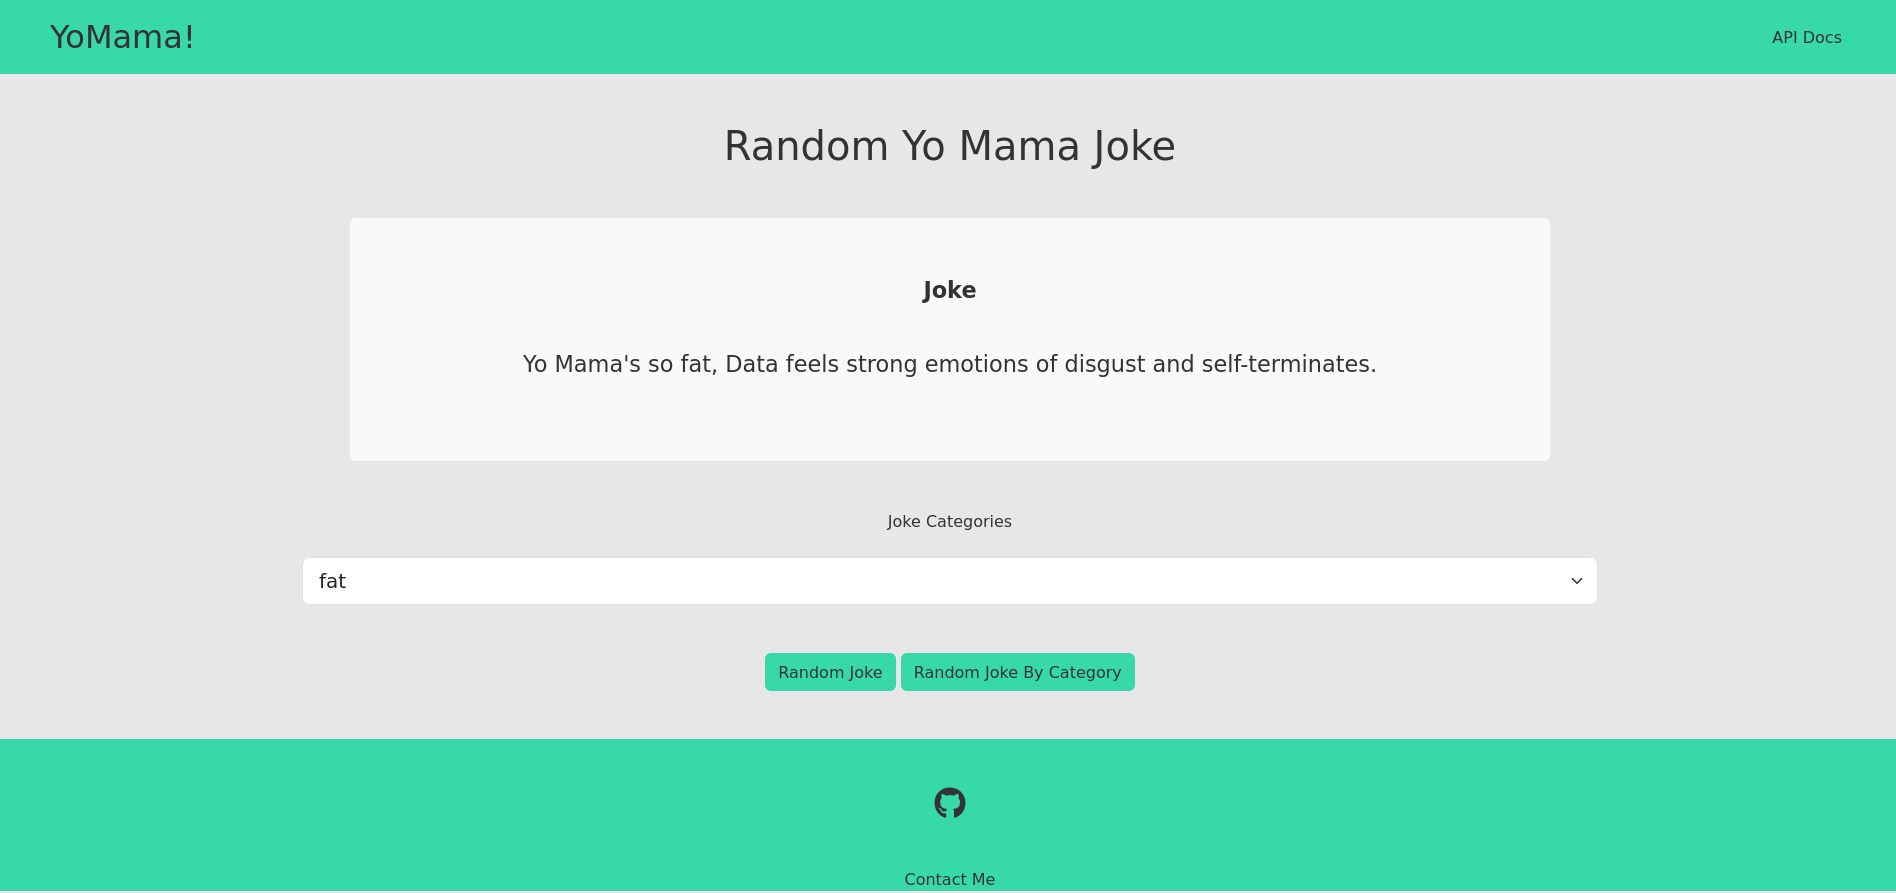 YoMama!
API Docs
Random Yo Mama Joke
Joke
Yo Mama's so fat, Data feels strong emotions of disgust and self-terminates.
Joke Categories
fat
Random Joke
Random Joke By Category
Contact Me